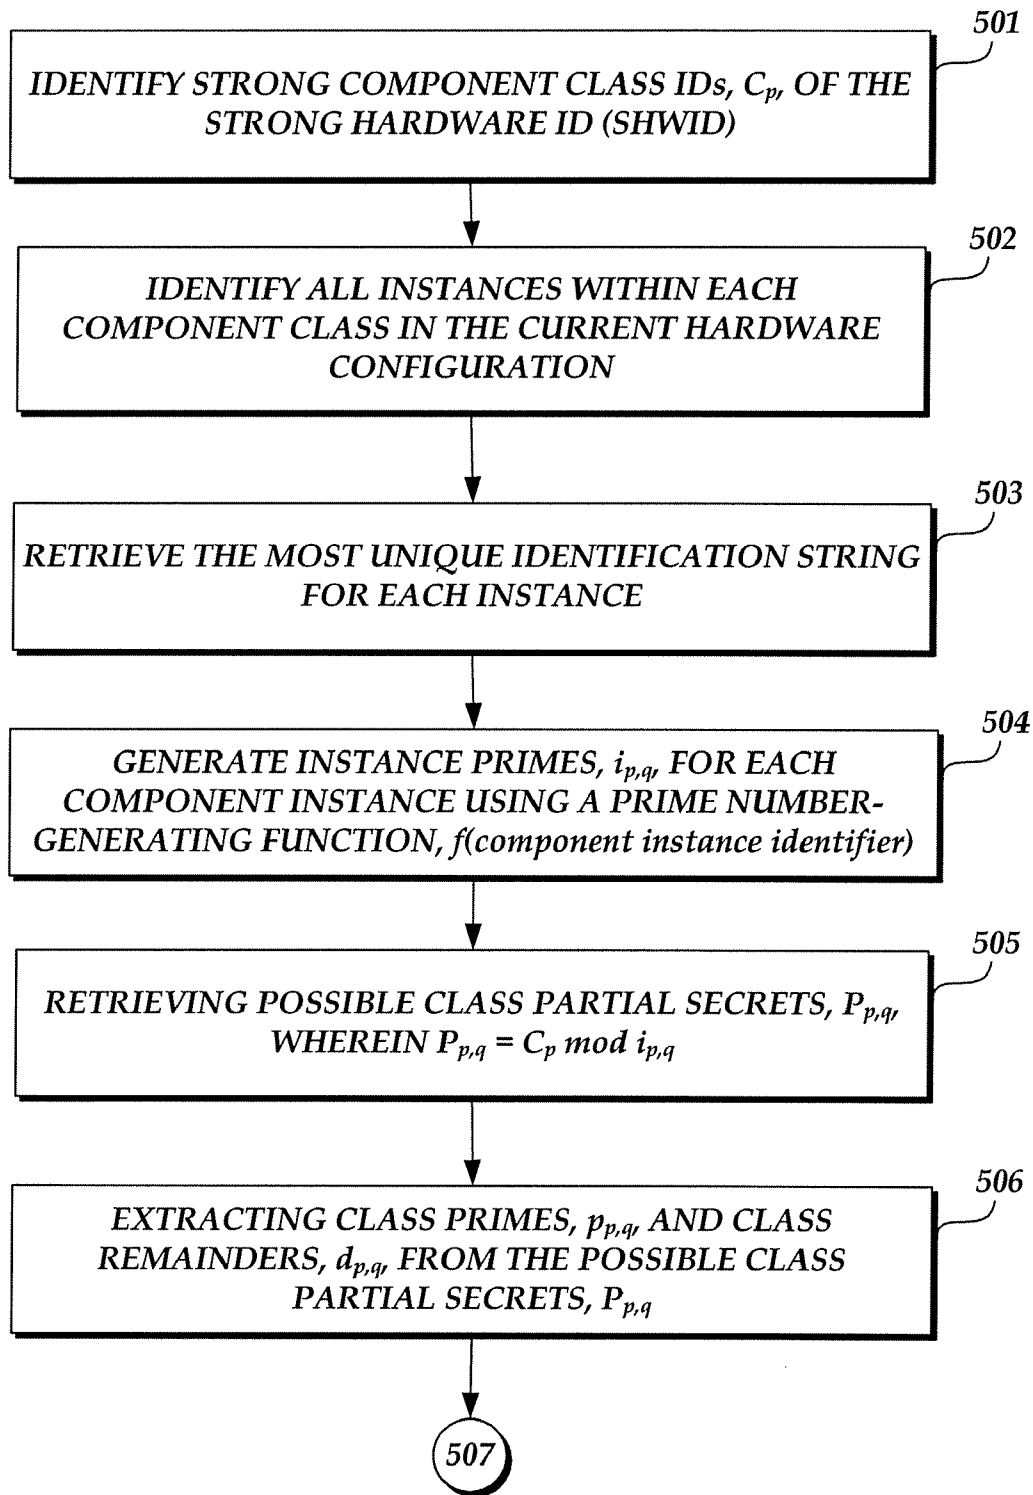 501
IDENTIFY STRONG COMPONENT CLASS IDs, Cp, OF THE
STRONG HARDWARE ID (SHWID)
502
IDENTIFY ALL INSTANCES WITHIN EACH
COMPONENT CLASS IN THE CURRENT HARDWARE
CONFIGURATION
503
RETRIEVE THE MOST UNIQUE IDENTIFICATION STRING
FOR EACH INSTANCE
504
GENERATE INSTANCE PRIMES, ip,q, FOR EACH
COMPONENT INSTANCE USING A PRIME NUMBER-
GENERATING FUNCTION, f(component instance identifier)
505
RETRIEVING POSSIBLE CLASS PARTIAL SECRETS, Pp,q,
WHEREIN Pp,q = Cp mod ip,q
506
EXTRACTING CLASS PRIMES, pp,q, AND CLASS
REMAINDERS, dp,q, FROM THE POSSIBLE CLASS
PARTIAL SECRETS, Pp,q
507